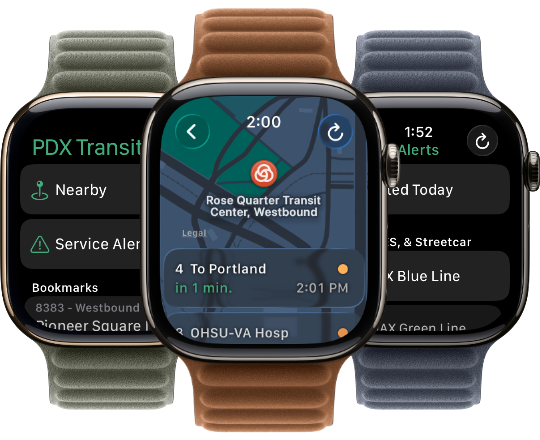 PDX Transit
Nearby
Service Aler
Bookmarks
8383 - Westbound
Pioneer Square
2:00
Rose Quarter Transit
Center, Westbound
Legal
4 To Portland
in 1 min.
2:01 PM
8 OHSU-VA Hosp
1:52
Alerts
ted Today
S, & Streetcar
X Blue Line
AX Green Line